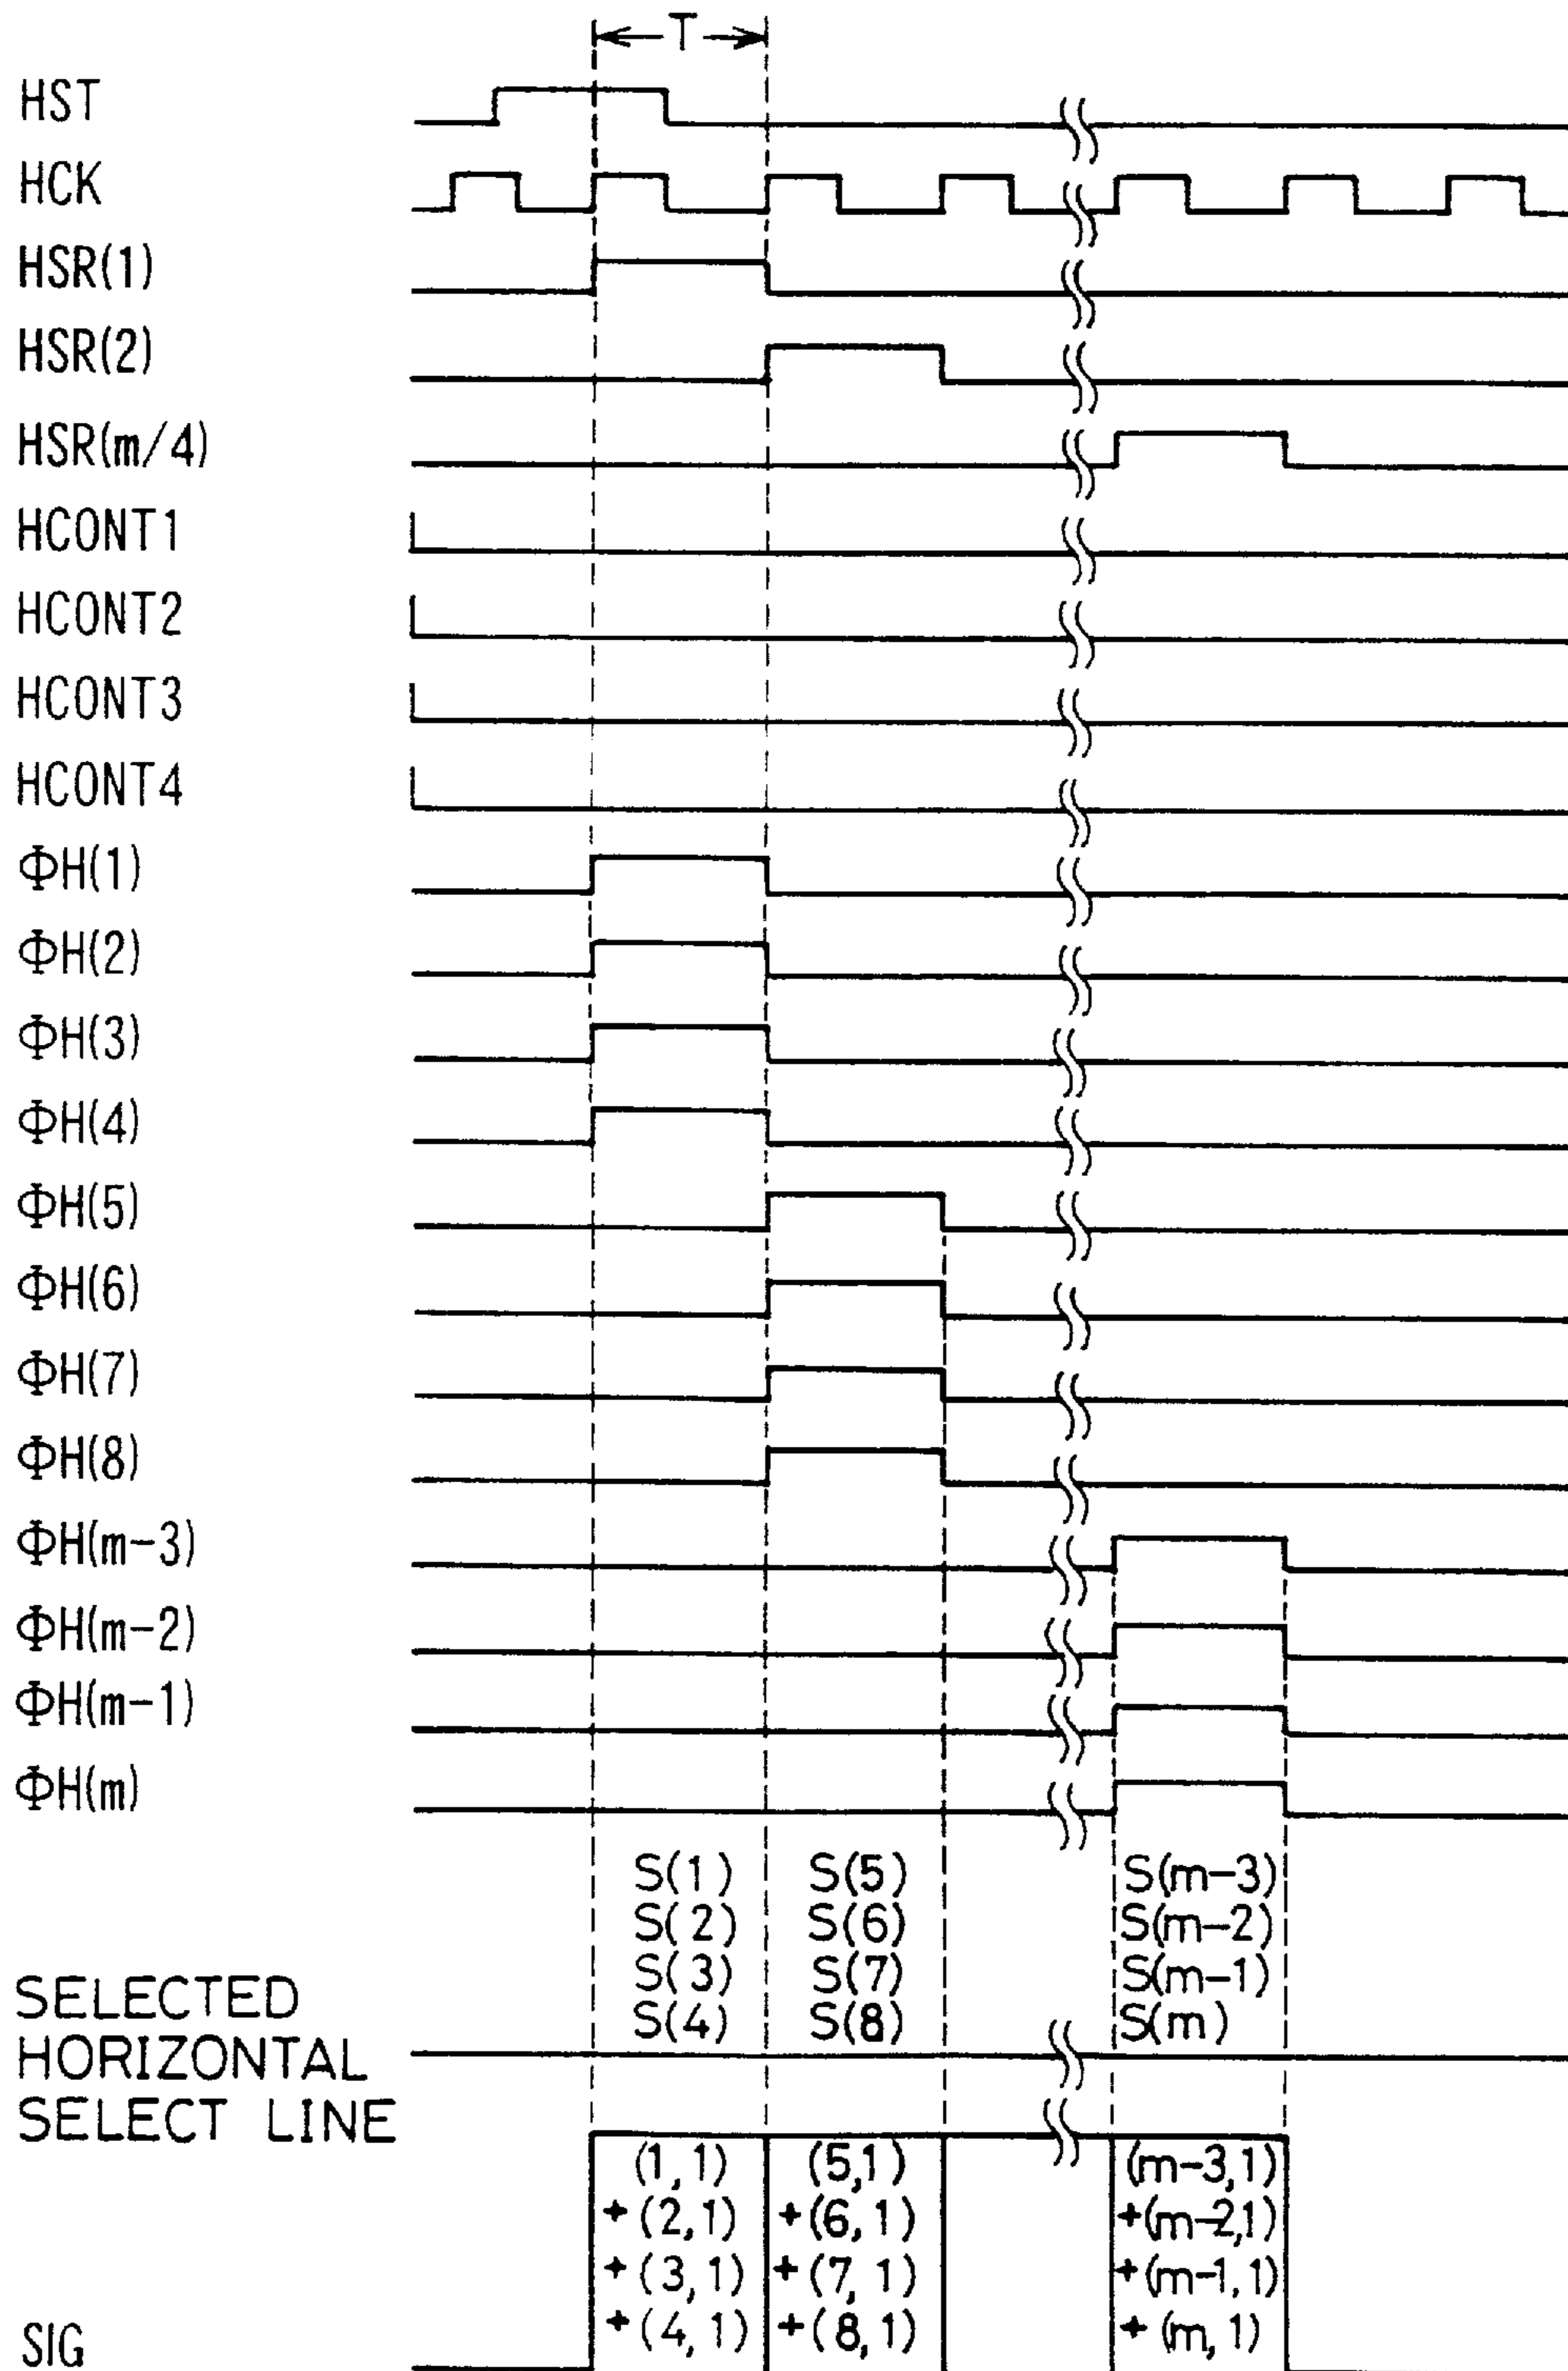 T
HST
HCK
HSR(1)
HSR(2)
HSR(m/4)
HCONT1
HCONT2
HCONT3
HCONT4
ΦH(1)
ΦH(2)
ΦH(3)
ΦH(4)
ΦH(5)
ΦH(6)
ΦH(7)
ΦH(8)
ΦH(m-3)
ΦH(m-2)
ΦH(m-1)
ΦH(m)
S(1) S(5) S(m-3)
S(2) S(6) S(m-2)
S(3) S(7) S(m-1)
S(4) S(8) S(m)
SELECTED
HORIZONTAL
SELECT LINE
(1,1) (5,1) (m-3,1)
+(2,1) +(6,1) +(m-2,1)
+(3,1) +(7,1) +(m-1,1)
+(4,1) +(8,1) +(m,1)
SIG